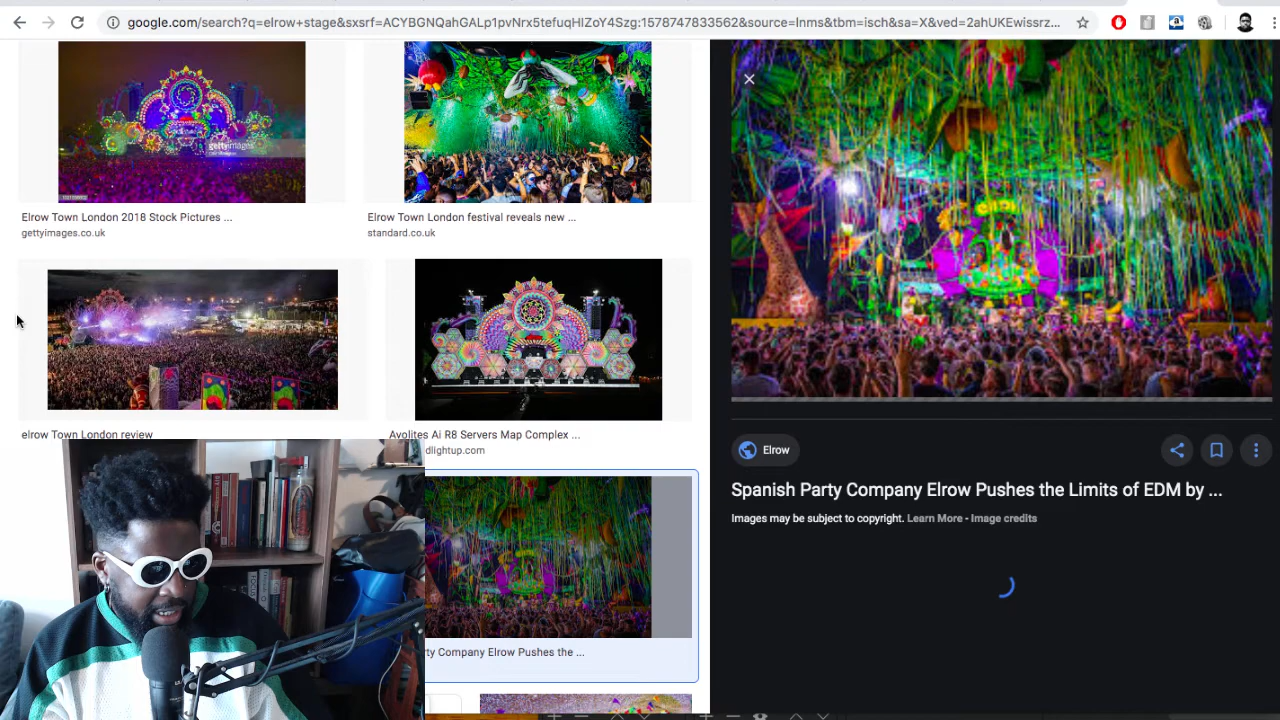 google.com/search?q=elrow+stage&sxsrf=ACYBGNQahGALp1pvNrx5tefuqHlZoY4Szg:1578747833562&source=lnms&tbm=isch&sa=X&ved=2ahUKEwissrz...
gettyimages
Elrow Town London 2018 Stock Pictures ...
gettyimages.co.uk
Elrow Town London festival reveals new ...
standard.co.uk
elrow Town London review
Avolites Ai R8 Servers Map Complex ...
dlightup.com
Elrow
Spanish Party Company Elrow Pushes the Limits of EDM by ...
Images may be subject to copyright. Learn More - Image credits
ty Company Elrow Pushes the ...